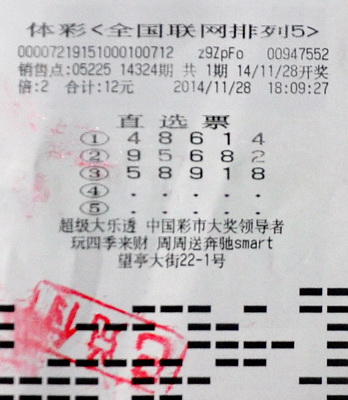 体彩<全国联网排列5>
00007219151000100712 z9ZpFo 00947552
销售点:05225 14324期 共 1期 14/11/28开奖
倍:2 合计:12元 2014/11/28 18:09:27
直选票
① 4 8 6 1 4
② 9 5 6 8 2
③ 5 8 9 1 8
④ . . . . .
⑤ . . . . .
超级大乐透 中国彩市大奖领导者
玩四季来财 周周送奔驰smart
望亭大街22-1号